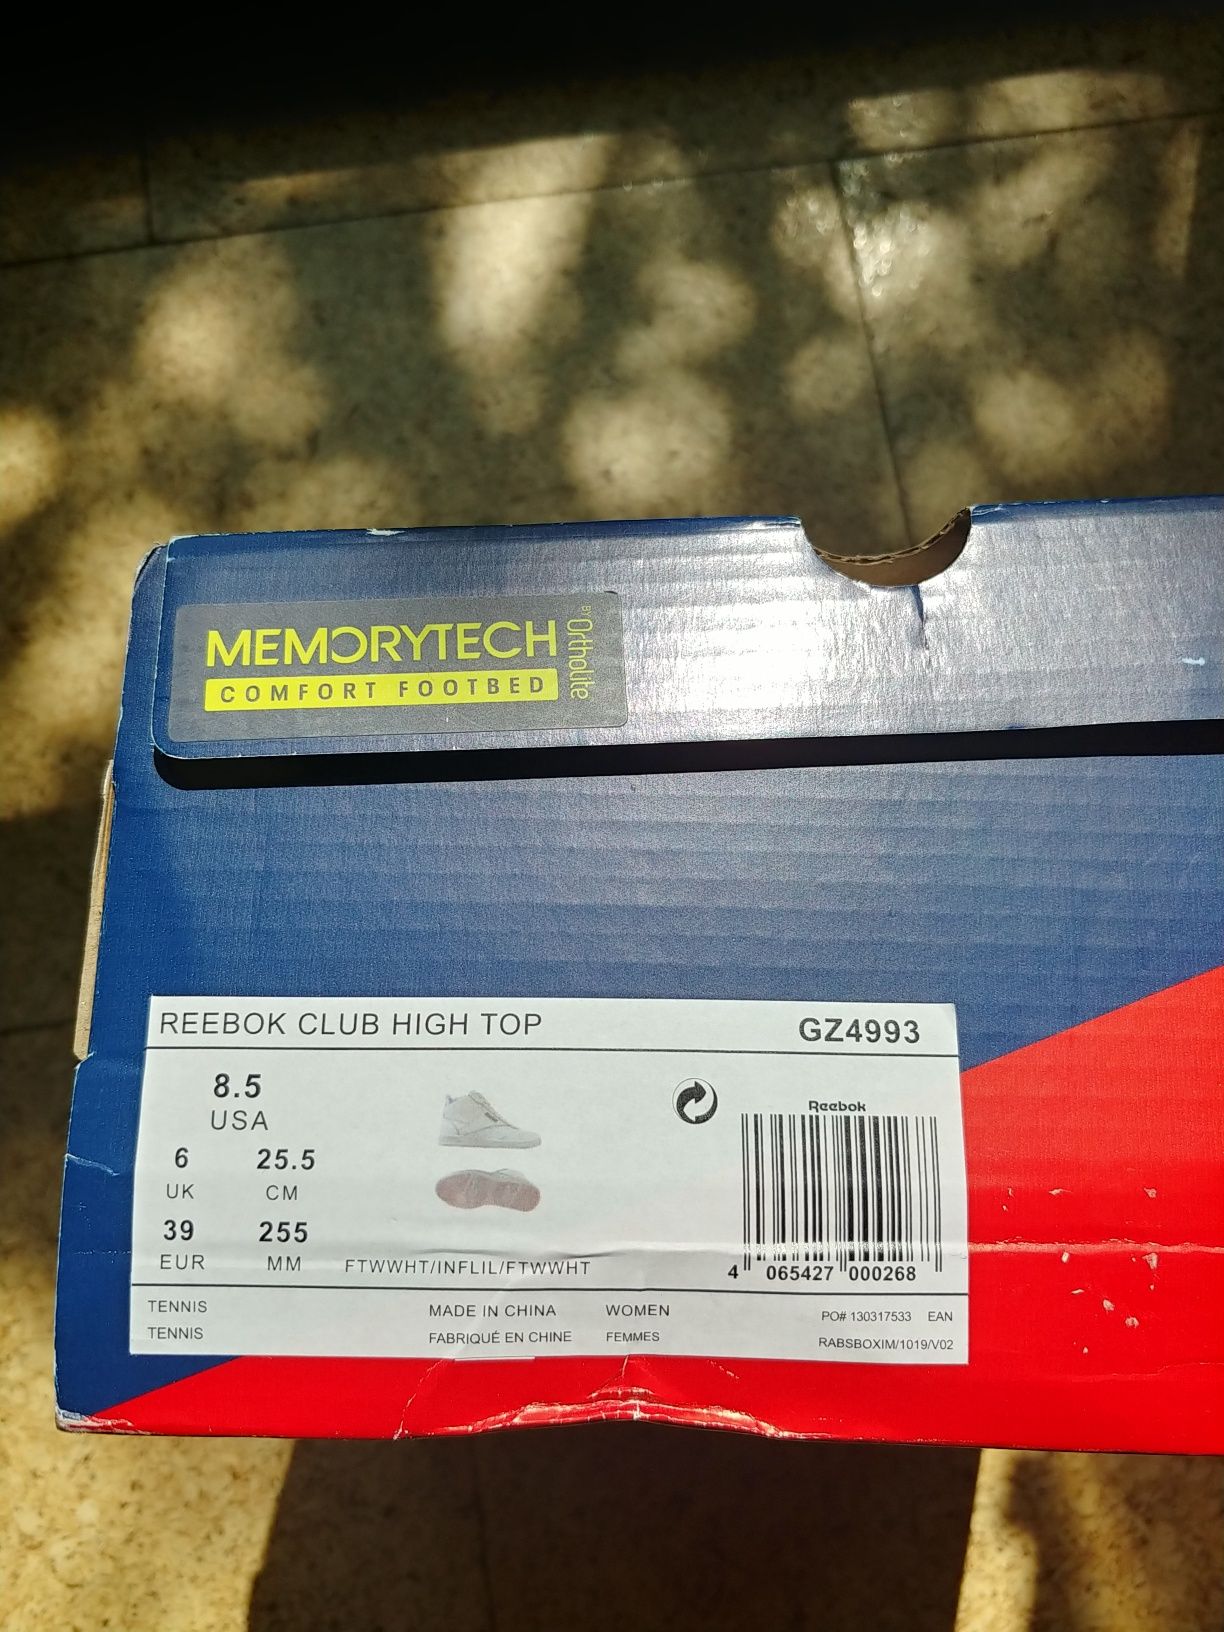 MEMORYTECH
BY OrthoLite
COMFORT FOOTBED
REEBOK CLUB HIGH TOP GZ4993
8.5
USA
6 25.5
UK CM
39 255
EUR MM
FTWWHT/INFLIL/FTWWHT
Reebok
4 065427 000268
TENNIS MADE IN CHINA WOMEN PO# 130317533 EAN
TENNIS FABRIQUÉ EN CHINE FEMMES RABSBOXIM/1019/V02